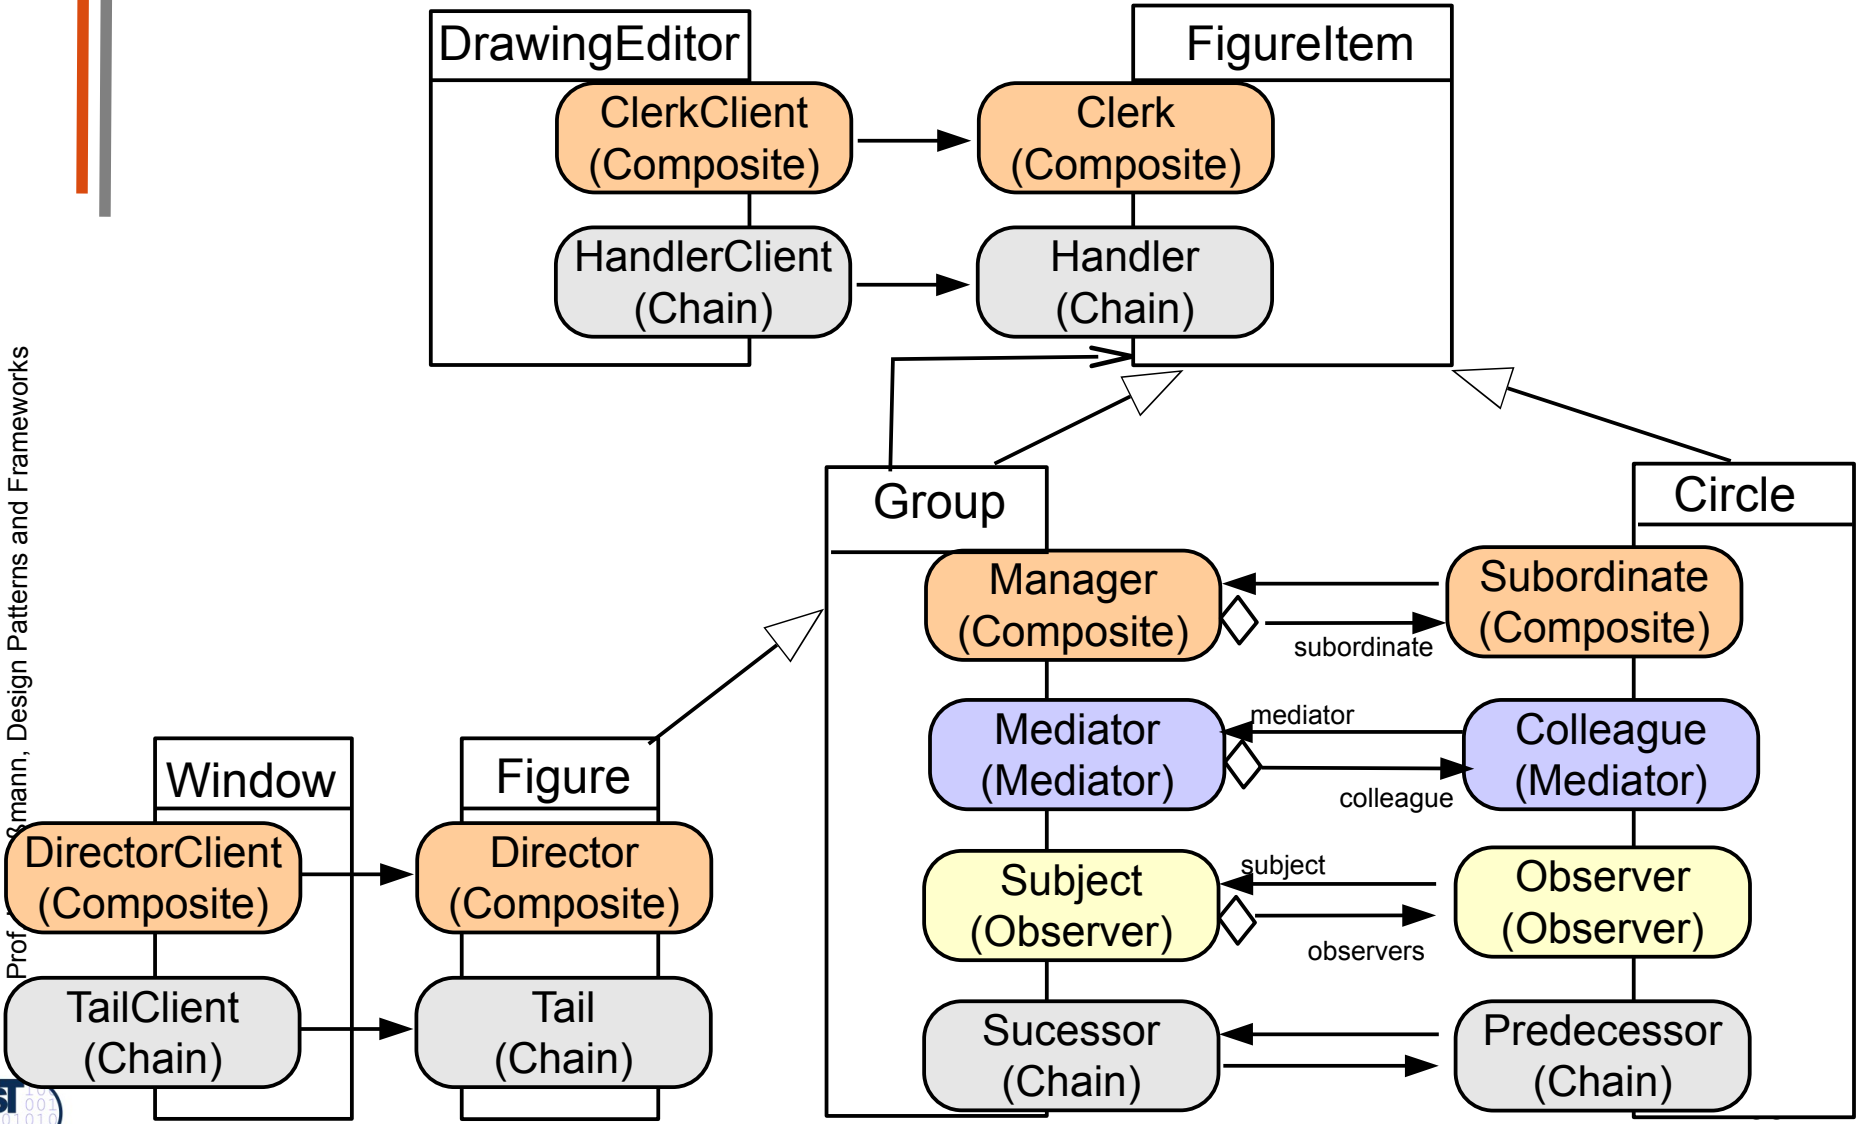 DrawingEditor
FigureItem
ClerkClient
(Composite)
Clerk
(Composite)
HandlerClient
(Chain)
Handler
(Chain)
Group
Circle
Manager
(Composite)
Subordinate
(Composite)
subordinate
Mediator
(Mediator)
mediator
Colleague
(Mediator)
colleague
Window
Figure
DirectorClient
(Composite)
Director
(Composite)
Subject
(Observer)
subject
Observer
(Observer)
observers
TailClient
(Chain)
Tail
(Chain)
Sucessor
(Chain)
Predecessor
(Chain)
Prof
ßmann, Design Patterns and Frameworks